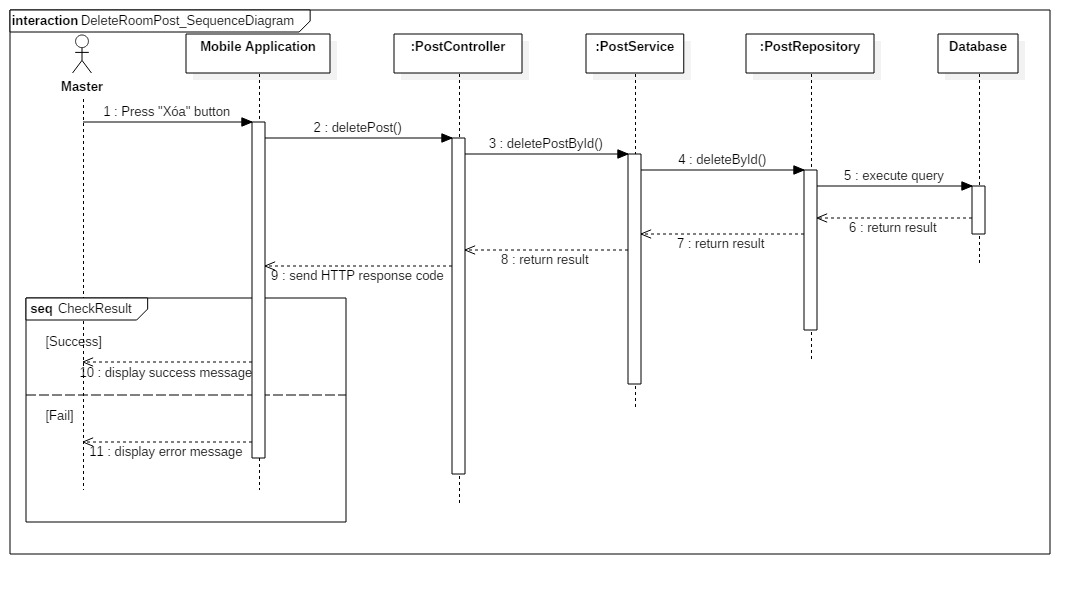 interaction DeleteRoomPost_SequenceDiagram
Master
Mobile Application
:PostController
:PostService
:PostRepository
Database
1 : Press "Xóa" button
2 : deletePost()
3 : deletePostById()
4 : deleteById()
5 : execute query
6 : return result
7 : return result
8 : return result
9 : send HTTP response code
seq CheckResult
[Success]
10 : display success message
[Fail]
11 : display error message